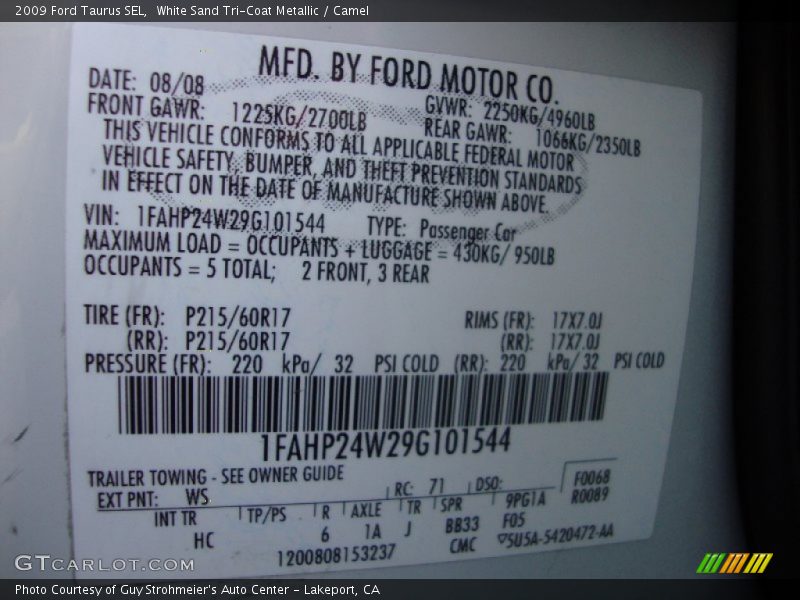 2009 Ford Taurus SEL, White Sand Tri-Coat Metallic / Camel
MFD. BY FORD MOTOR CO.
DATE: 08/08 GVWR: 2250KG/4960LB
FRONT GAWR: 1225KG/2700LB REAR GAWR: 1066KG/2350LB
THIS VEHICLE CONFORMS TO ALL APPLICABLE FEDERAL MOTOR
VEHICLE SAFETY, BUMPER, AND THEFT PREVENTION STANDARDS
IN EFFECT ON THE DATE OF MANUFACTURE SHOWN ABOVE.
VIN: 1FAHP24W29G101544 TYPE: Passenger Car
MAXIMUM LOAD = OCCUPANTS + LUGGAGE = 430KG/ 950LB
OCCUPANTS = 5 TOTAL; 2 FRONT, 3 REAR
TIRE (FR): P215/60R17 RIMS (FR): 17X7.0J
(RR): P215/60R17 (RR): 17X7.0J
PRESSURE (FR): 220 kPa/ 32 PSI COLD (RR): 220 kPa/ 32 PSI COLD
1FAHP24W29G101544
TRAILER TOWING - SEE OWNER GUIDE
EXT PNT: WS RC: 71 DSO: F0068
R0089
INT TR TP/PS R AXLE TR SPR 9PG1A
HC 6 1A J BB33 F05
1200808153237 CMC 5U5A-5420472-AA
GTCARLOT.COM
Photo Courtesy of Guy Strohmeier's Auto Center - Lakeport, CA